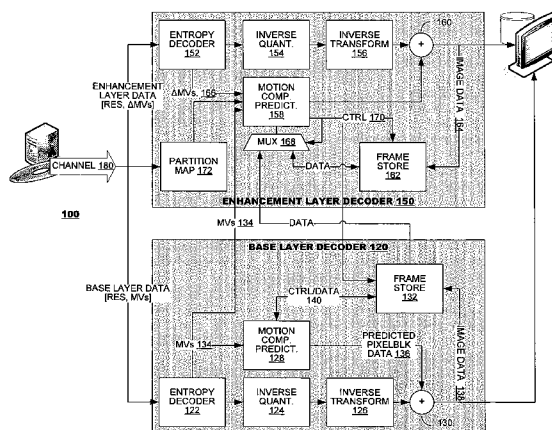 160
ENTROPY
DECODER
152
INVERSE
QUANT.
154
INVERSE
TRANSFORM
156
+
ENHANCEMENT
LAYER DATA
[RES, ΔMVs]
ΔMVs, 166
MOTION
COMP.
PREDICT.
158
CTRL 170
IMAGE DATA
164
MUX 168
CHANNEL 180
PARTITION
MAP 172
DATA
FRAME
STORE
162
100
ENHANCEMENT LAYER DECODER 150
MVs 134
DATA
BASE LAYER DECODER 120
BASE LAYER DATA
[RES, MVs]
CTRL/DATA
140
FRAME
STORE
132
MVs 134
MOTION
COMP.
PREDICT.
128
PREDICTED
PIXELBLK
DATA 136
IMAGE DATA
138
ENTROPY
DECODER
122
INVERSE
QUANT.
124
INVERSE
TRANSFORM
126
+
130